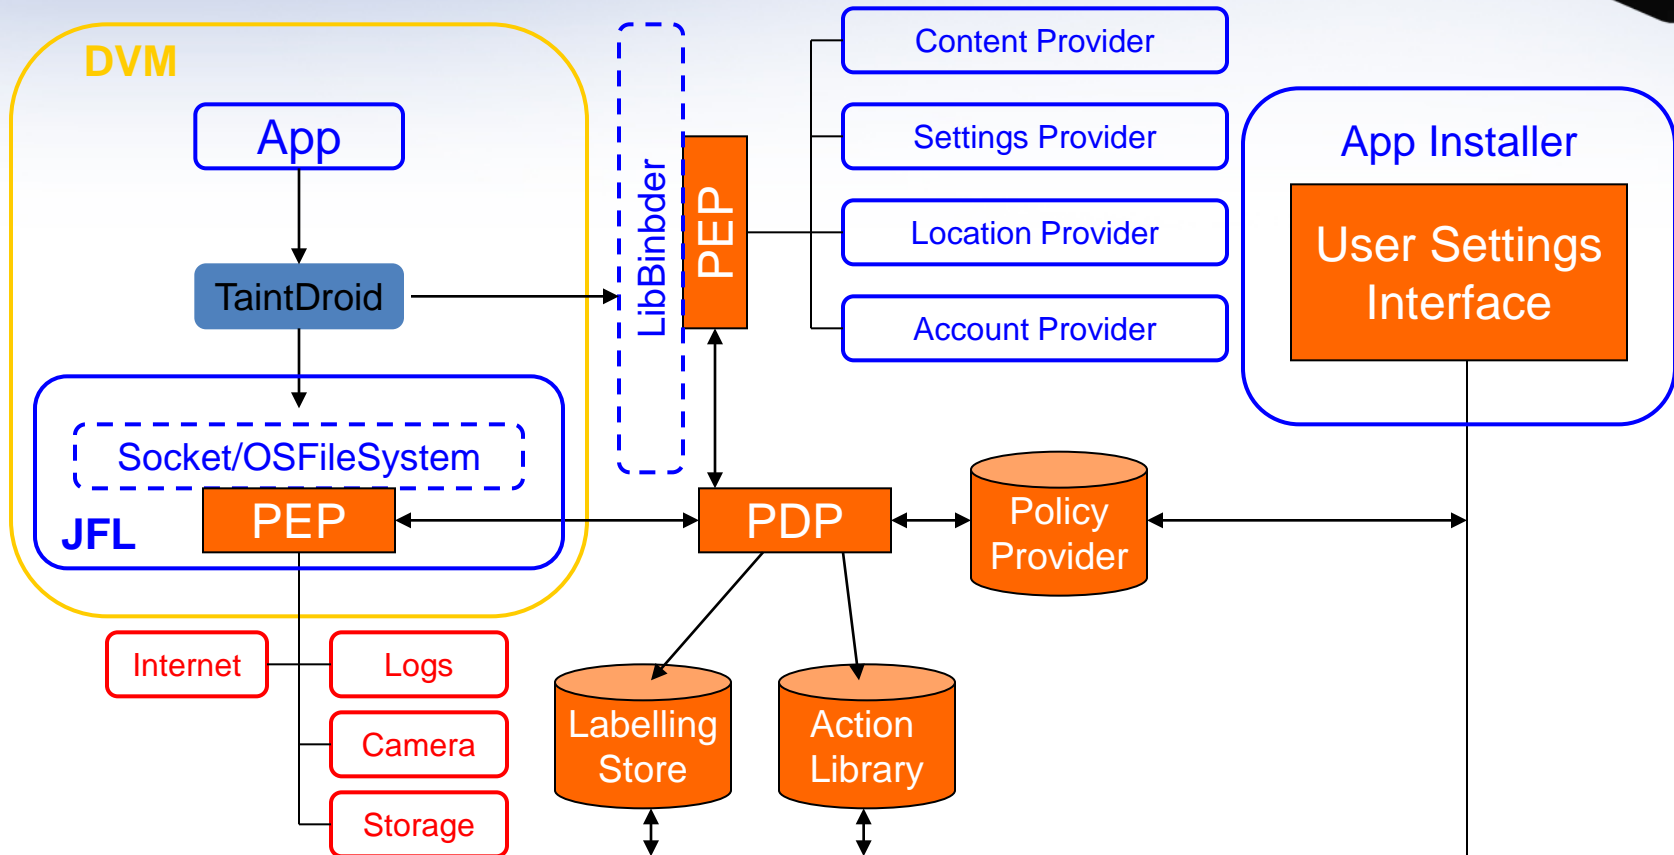 DVM
App
TaintDroid
Socket/OSFileSystem
PEP
JFL
Internet
Logs
Camera
Storage
LibBinbder
PEP
Content Provider
Settings Provider
Location Provider
Account Provider
App Installer
User Settings
Interface
PDP
Policy
Provider
Labelling
Store
Action
Library